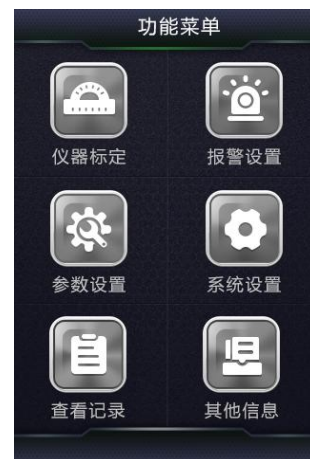 功能菜单
仪器标定
报警设置
参数设置
系统设置
查看记录
其他信息